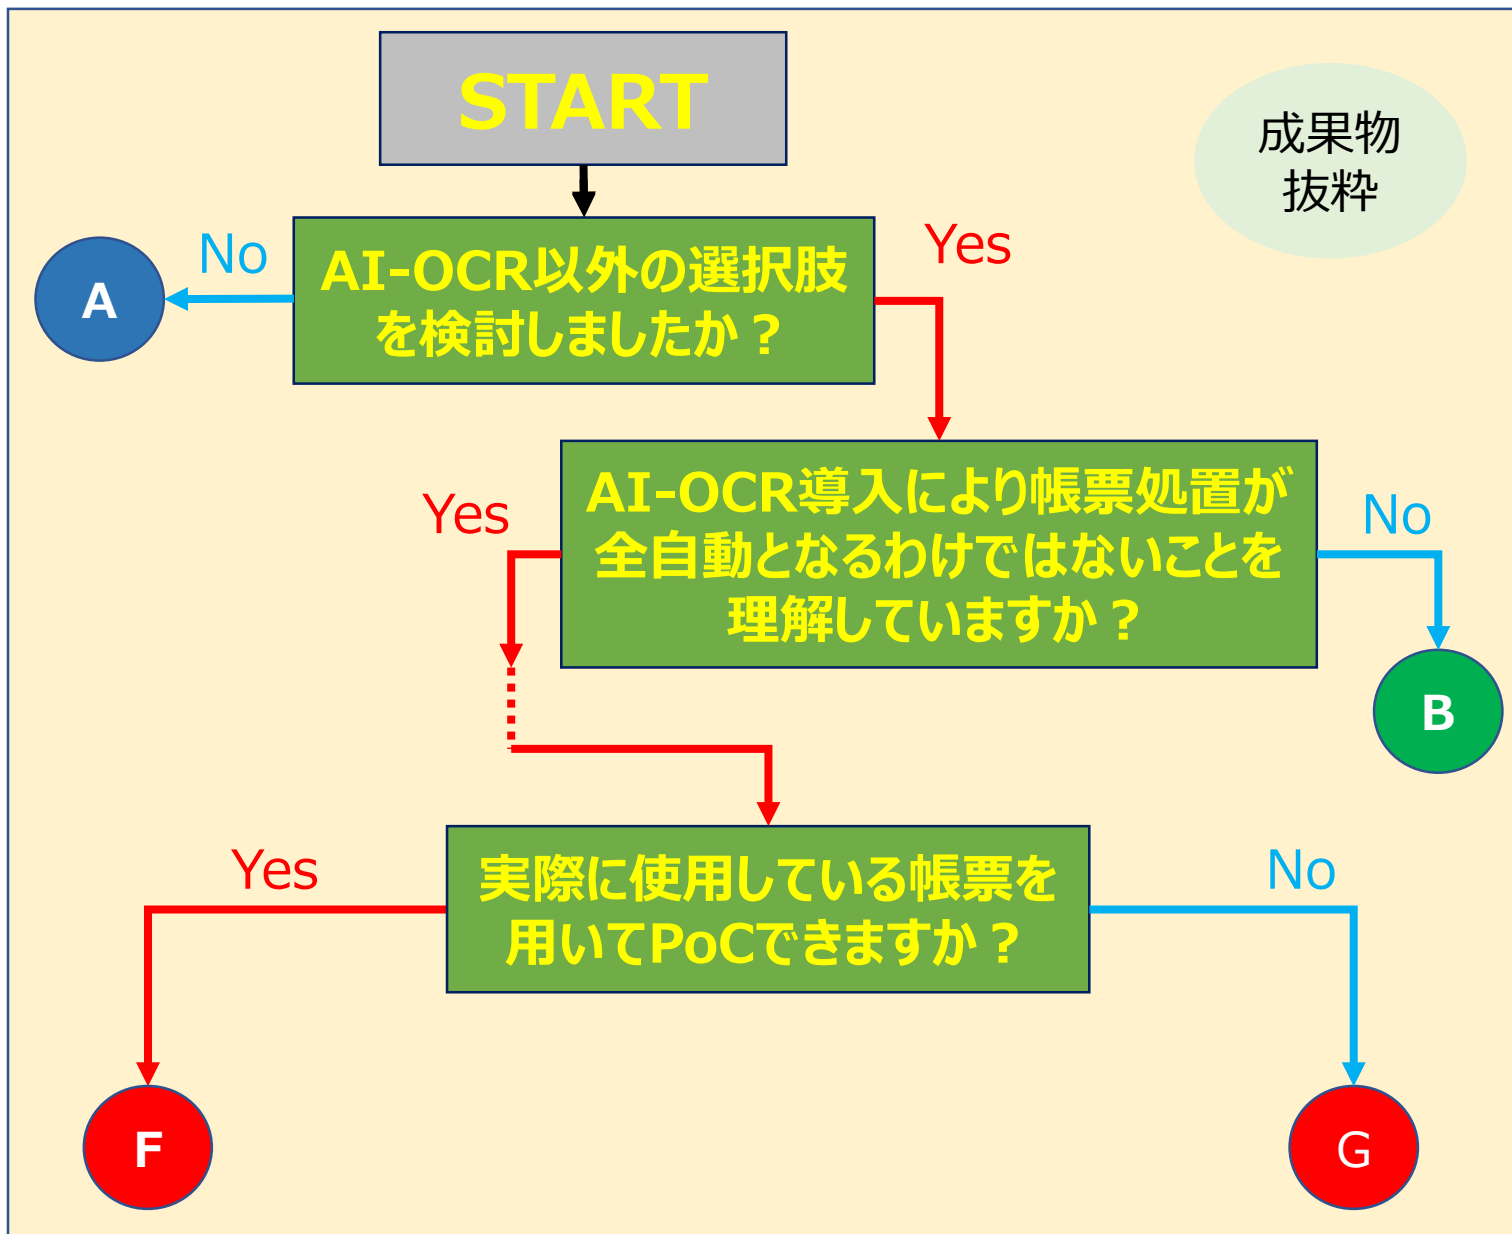 START
成果物
抜粋
No
Yes
A
AI-OCR以外の選択肢
を検討しましたか？
Yes
AI-OCR導入により帳票処置が
全自動となるわけではないことを
理解していますか？
No
B
Yes
実際に使用している帳票を
用いてPoCできますか？
No
F
G